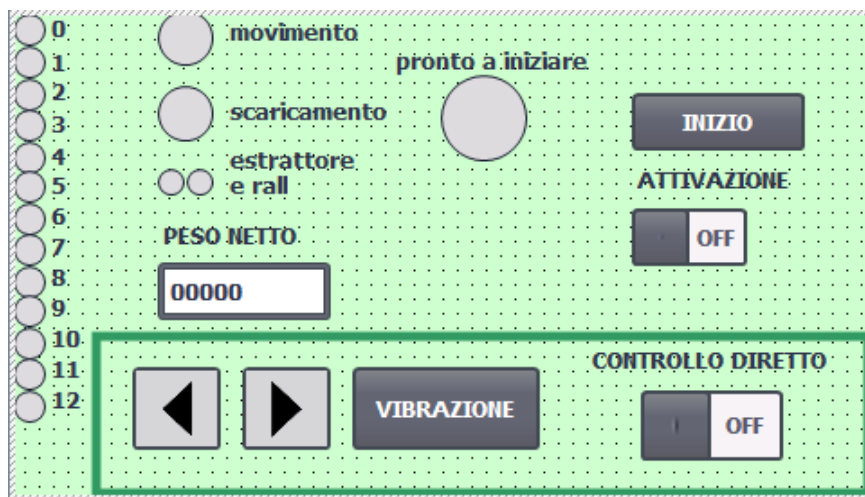 0
1
2
3
4
5
6
7
8
9
10
11
12
movimento
scaricamento
estrattore
e rall
PESO NETTO
00000
pronto a iniziare
INIZIO
ATTIVAZIONE
OFF
VIBRAZIONE
CONTROLLO DIRETTO
OFF